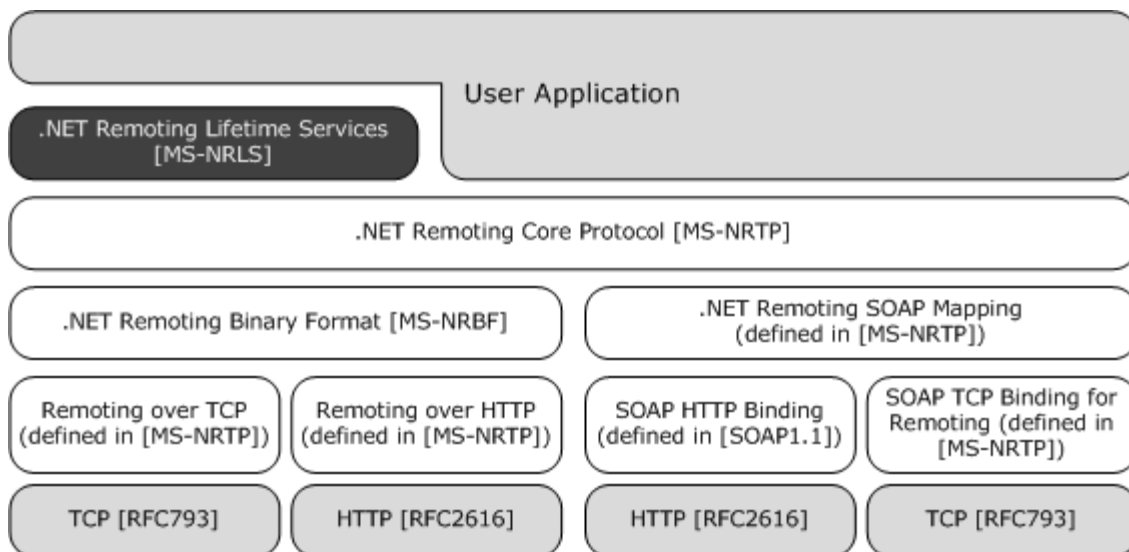 User Application
.NET Remoting Lifetime Services
[MS-NRLS]
.NET Remoting Core Protocol [MS-NRTP]
.NET Remoting Binary Format [MS-NRBF]
.NET Remoting SOAP Mapping
(defined in [MS-NRTP])
Remoting over TCP
(defined in [MS-NRTP])
Remoting over HTTP
(defined in [MS-NRTP])
SOAP HTTP Binding
(defined in [SOAP1.1])
SOAP TCP Binding for
Remoting (defined in
[MS-NRTP])
TCP [RFC793]
HTTP [RFC2616]
HTTP [RFC2616]
TCP [RFC793]